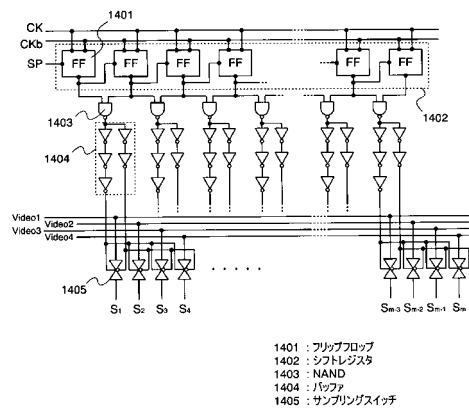 CK
CKb
SP
1401
FF FF FF FF FF FF
1403
1402
1404
Video1
Video2
Video3
Video4
1405
S1 S2 S3 S4 Sm-3 Sm-2 Sm-1 Sm
1401 : フリップフロップ
1402 : シフトレジスタ
1403 : NAND
1404 : バッファ
1405 : サンプリングスイッチ